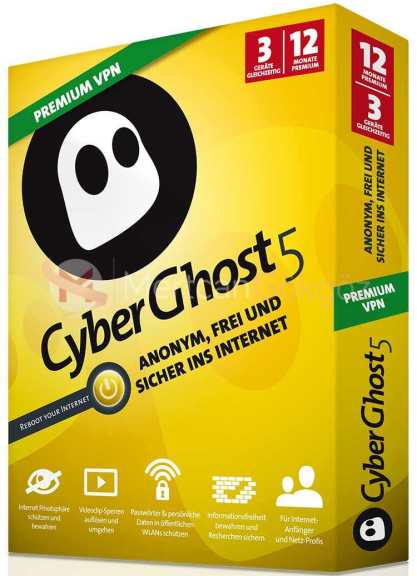 PREMIUM VPN
3
GERÄTE
GLEICHZEITIG
12
MONATE
PREMIUM
CyberGhost 5
ANONYM, FREI UND
SICHER INS INTERNET
REBOOT YOUR INTERNET
Internet Privatsphäre
schützen und
bewahren
Videoclip-Sperren
auflösen und
umgehen
Passwörter & persönliche
Daten in öffentlichen
WLANs schützen
Informationsfreiheit
bewahren und
Recherchen sichern
Für Internet-
Anfänger
und Netz-Profis
12
MONATE
PREMIUM
3
GERÄTE
GLEICHZEITIG
ANONYM, FREI UND
SICHER INS INTERNET
PREMIUM
VPN
CyberGhost 5